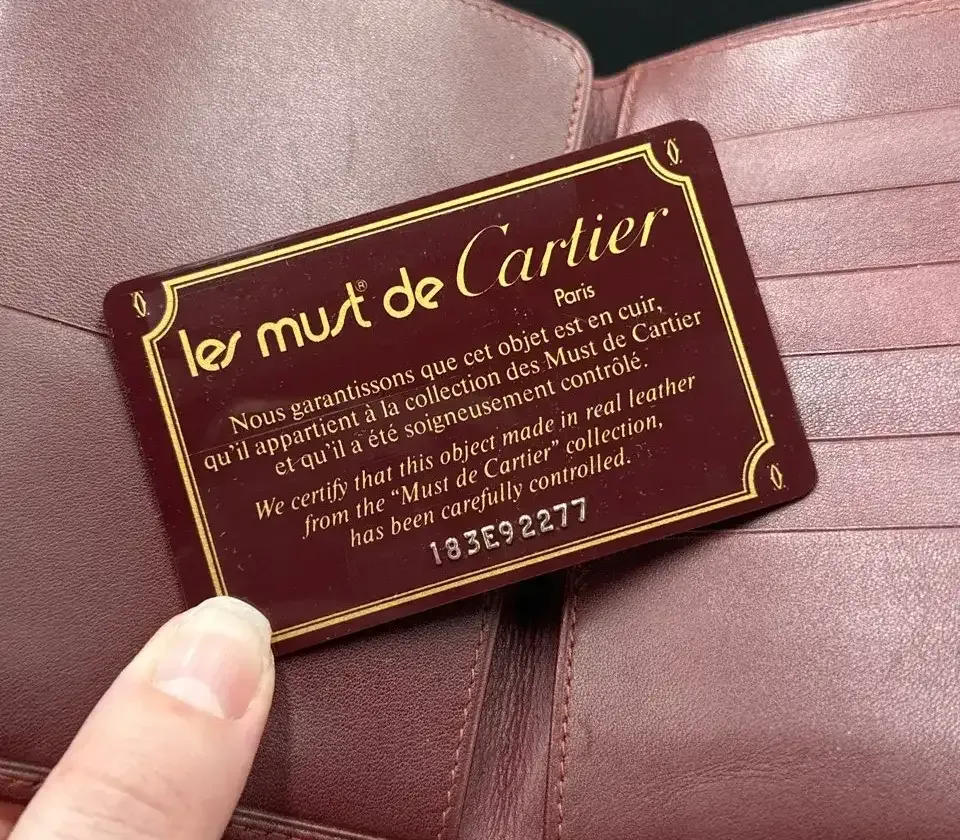 les must® de Cartier
Paris
Nous garantissons que cet objet est en cuir,
qu'il appartient à la collection des Must de Cartier
et qu'il a été soigneusement contrôlé.
We certify that this object made in real leather
from the “Must de Cartier” collection,
has been carefully controlled.
183E92277